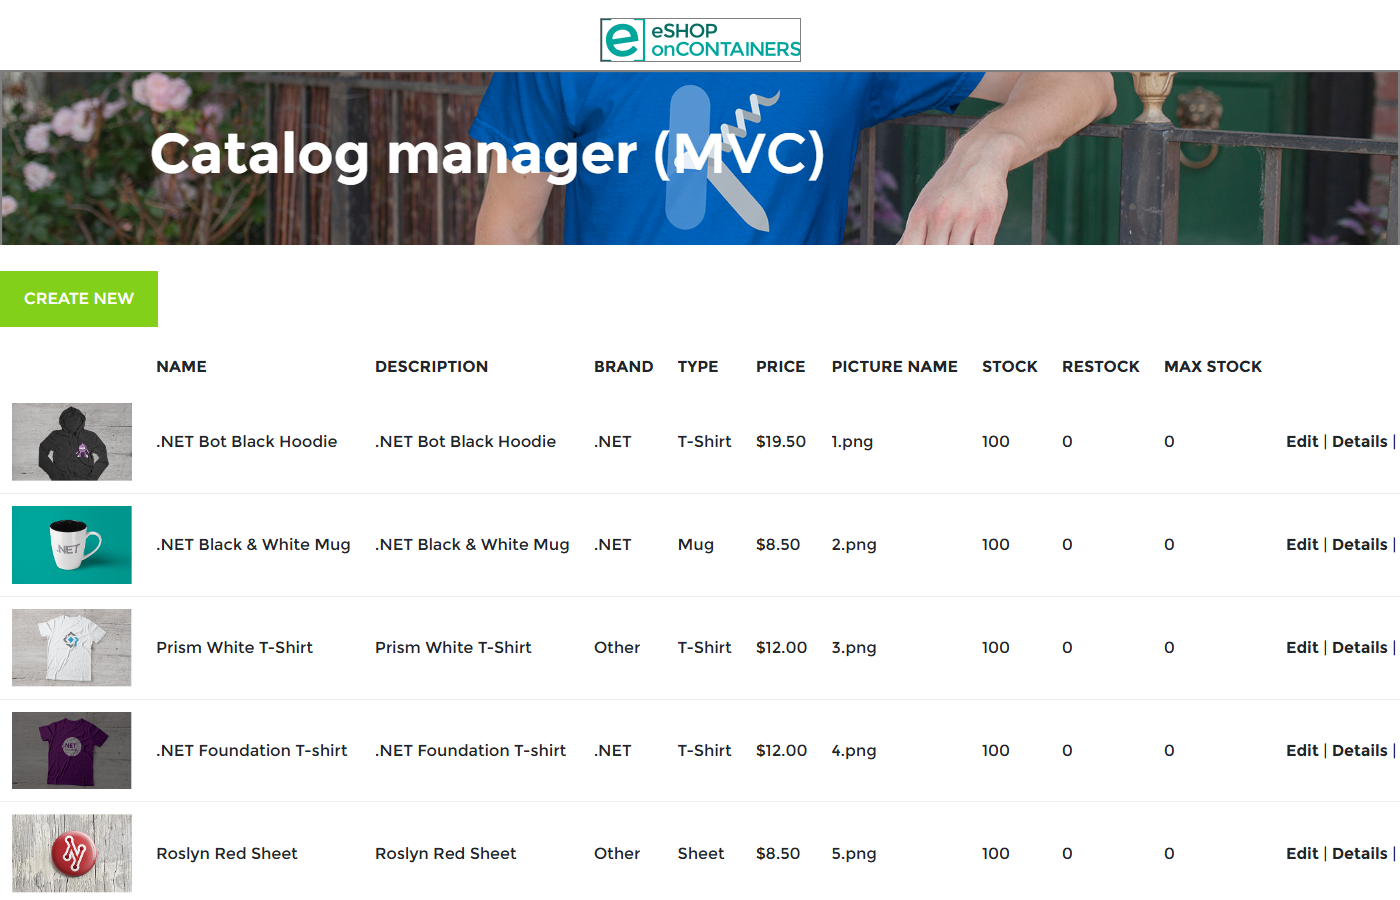 eSHOP
onCONTAINERS
Catalog manager (MVC)
CREATE NEW
NAME DESCRIPTION BRAND TYPE PRICE PICTURE NAME STOCK RESTOCK MAX STOCK
.NET Bot Black Hoodie .NET Bot Black Hoodie .NET T-Shirt $19.50 1.png 100 0 0 Edit | Details |
.NET
.NET Black & White Mug .NET Black & White Mug .NET Mug $8.50 2.png 100 0 0 Edit | Details |
Prism White T-Shirt Prism White T-Shirt Other T-Shirt $12.00 3.png 100 0 0 Edit | Details |
.NET
.NET Foundation T-shirt .NET Foundation T-shirt .NET T-Shirt $12.00 4.png 100 0 0 Edit | Details |
Roslyn Red Sheet Roslyn Red Sheet Other Sheet $8.50 5.png 100 0 0 Edit | Details |